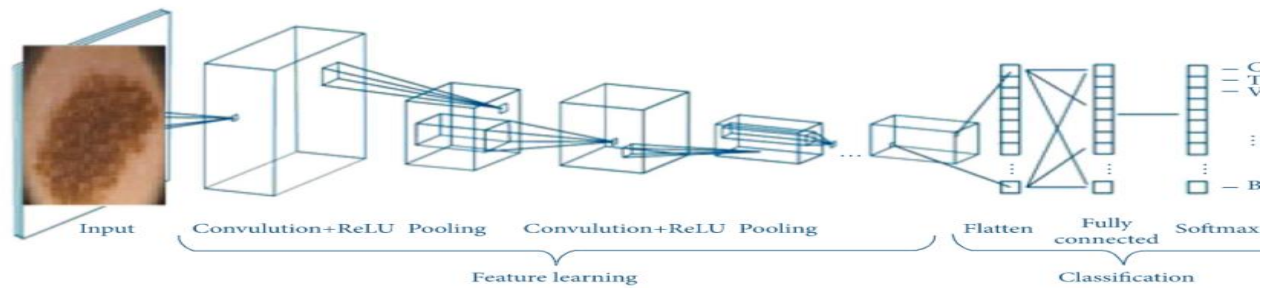 C
T
V
B
Input
Convulution+ReLU
Pooling
Convulution+ReLU
Pooling
Flatten
Fully
connected
Softmax
Feature learning
Classification